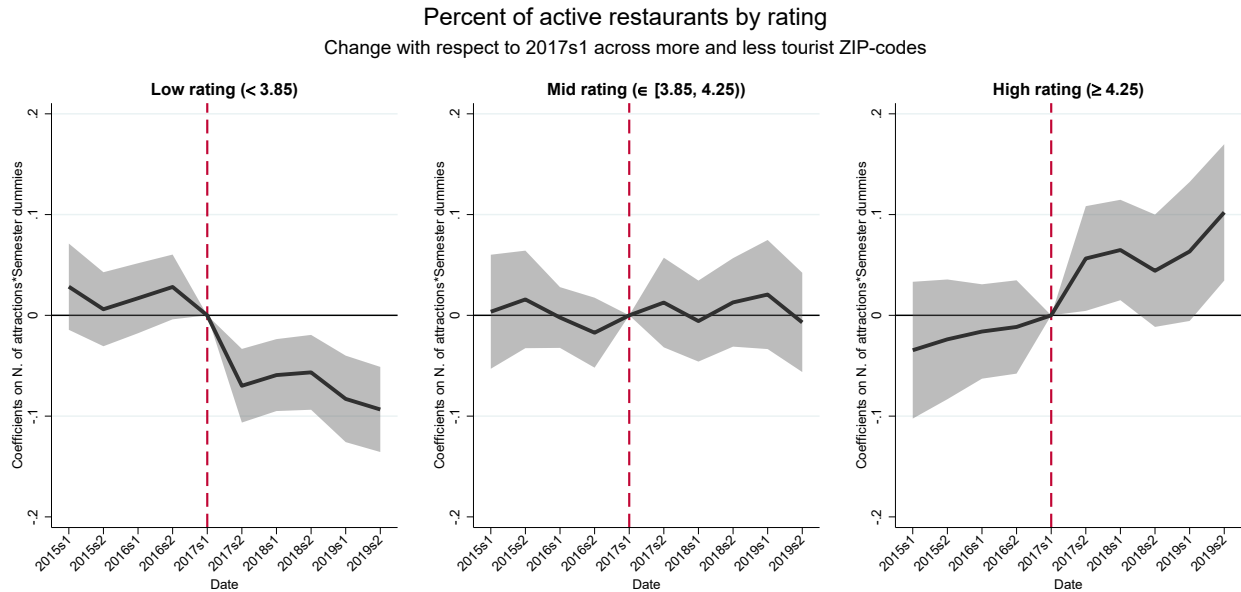 Percent of active restaurants by rating
Change with respect to 2017s1 across more and less tourist ZIP-codes
Low rating (< 3.85)
Coefficients on N. of attractions*Semester dummies
.2
.1
0
-.1
-.2
2015s1
2015s2
2016s1
2016s2
2017s1
2017s2
2018s1
2018s2
2019s1
2019s2
Date
Mid rating (∈ [3.85, 4.25))
Coefficients on N. of attractions*Semester dummies
.2
.1
0
-.1
-.2
2015s1
2015s2
2016s1
2016s2
2017s1
2017s2
2018s1
2018s2
2019s1
2019s2
Date
High rating (≥ 4.25)
Coefficients on N. of attractions*Semester dummies
.2
.1
0
-.1
-.2
2015s1
2015s2
2016s1
2016s2
2017s1
2017s2
2018s1
2018s2
2019s1
2019s2
Date